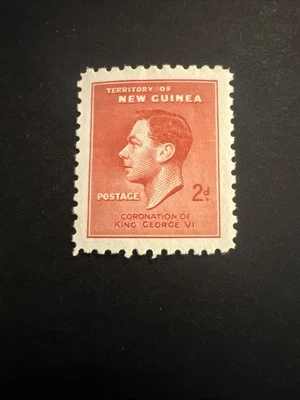 TERRITORY OF
NEW GUINEA
POSTAGE
2d.
CORONATION OF
KING GEORGE VI